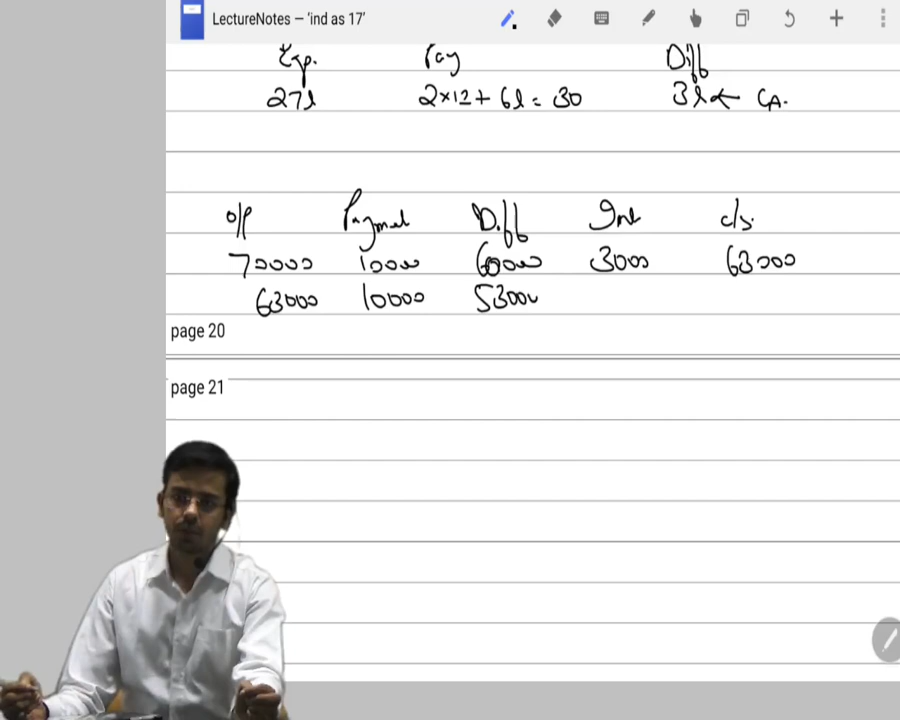 LectureNotes – 'ind as 17'
Exp. Pay Diff
27l 2×12 + 6l = 30 3l ← CA.
o/p Payment Diff Int c/s.
70000 10000 60000 3000 63000
63000 10000 53000
page 20
page 21